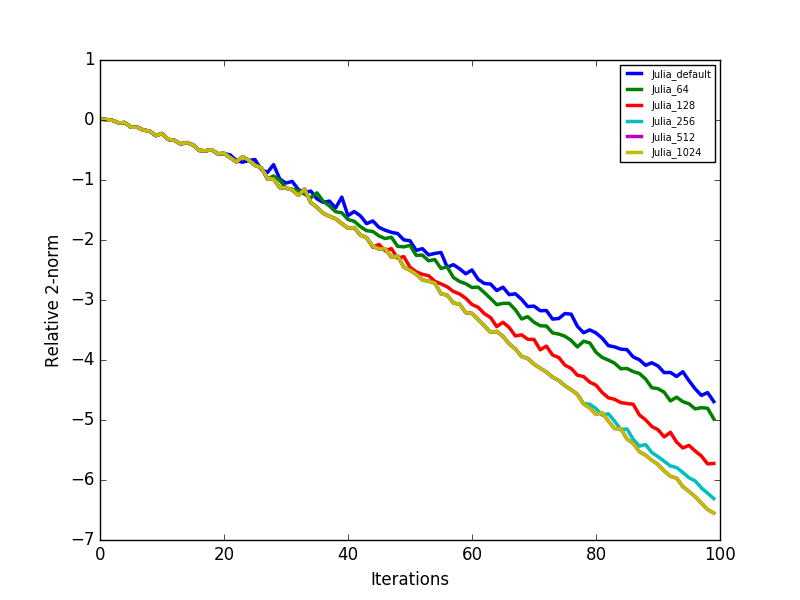 1
0
−1
−2
−3
−4
−5
−6
−7
Relative 2-norm
Julia_default
Julia_64
Julia_128
Julia_256
Julia_512
Julia_1024
0 20 40 60 80 100
Iterations